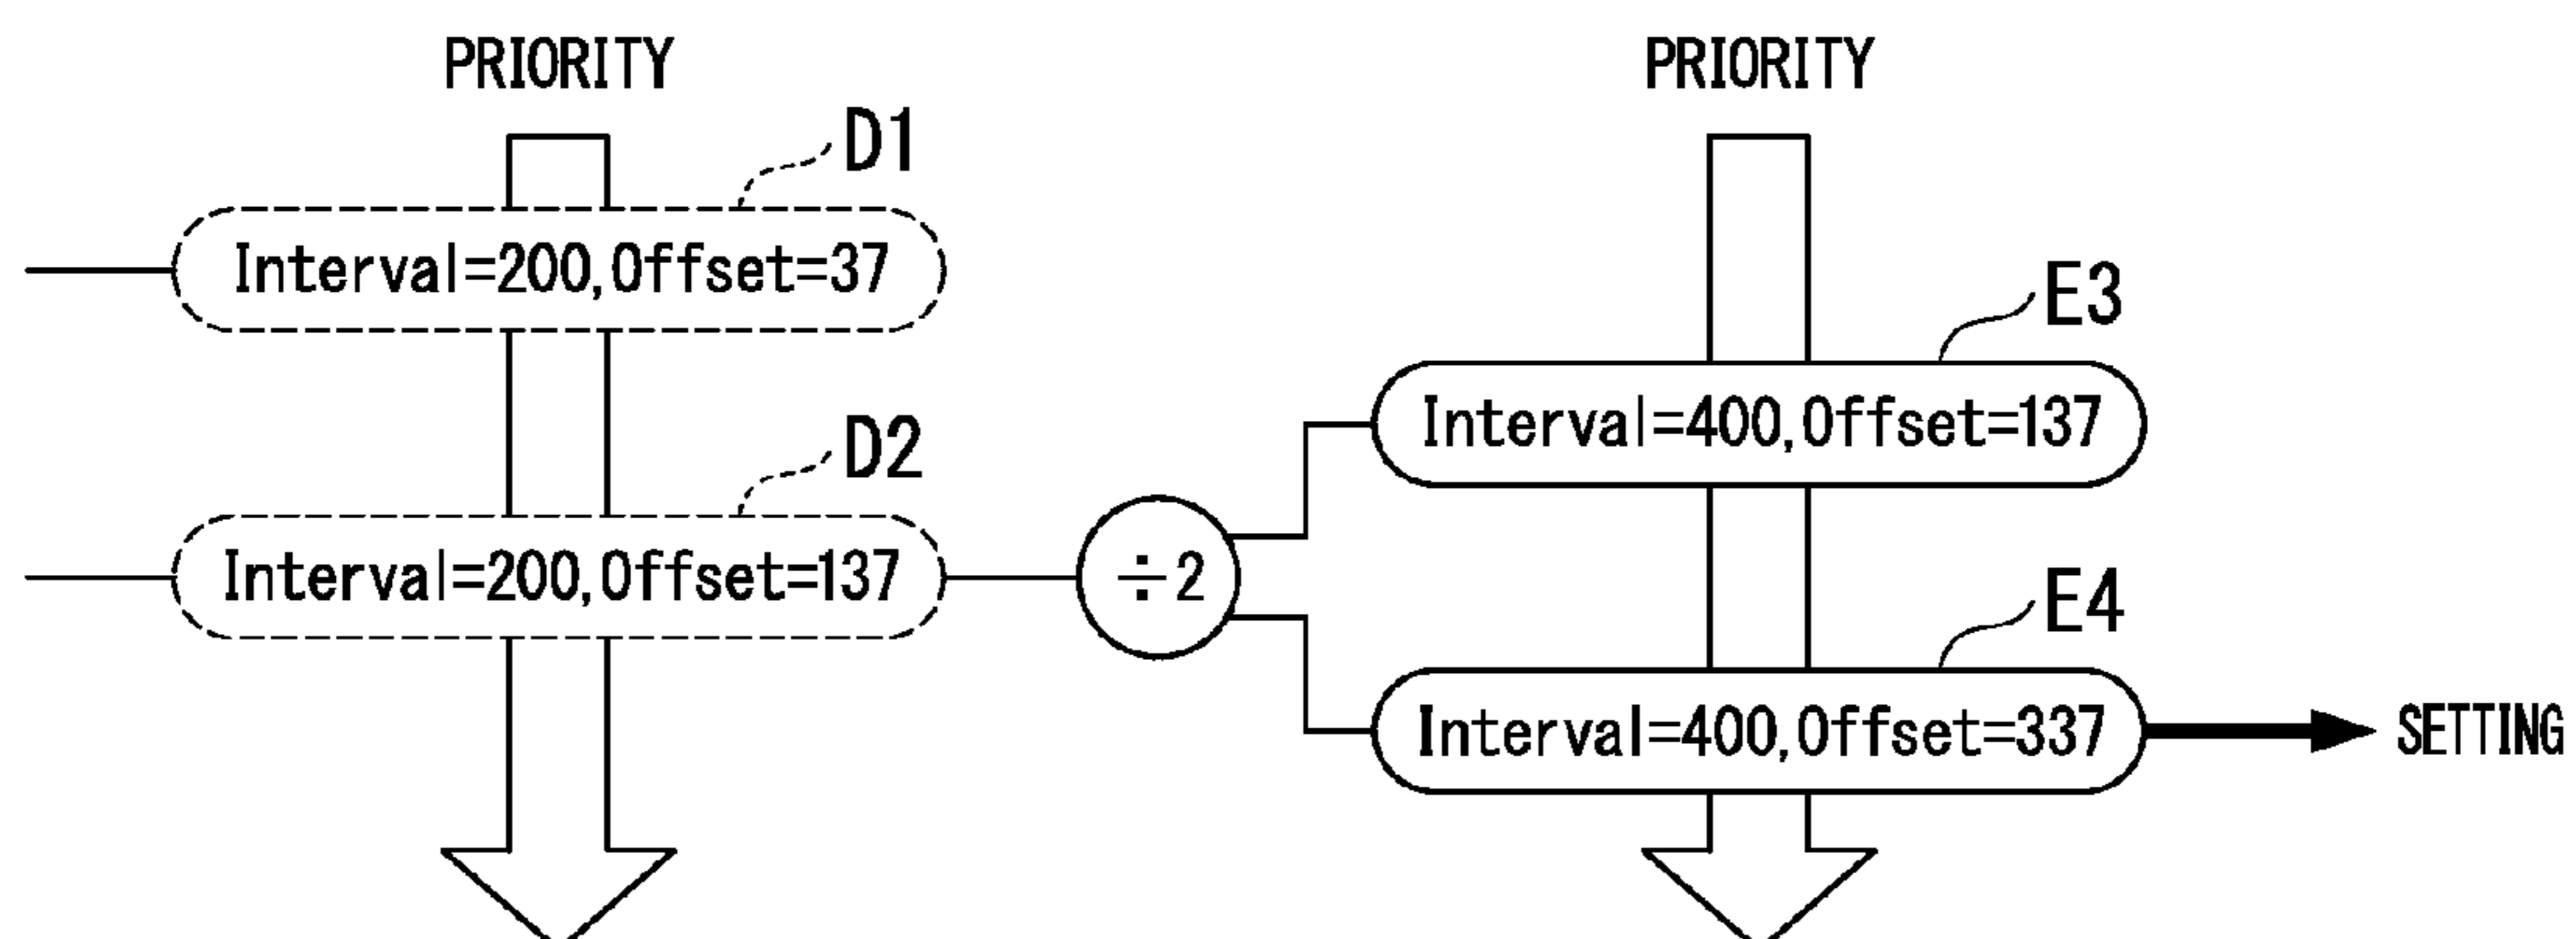 PRIORITY
D1
Interval=200,Offset=37
D2
Interval=200,Offset=137
÷2
PRIORITY
E3
Interval=400,Offset=137
E4
Interval=400,Offset=337
SETTING